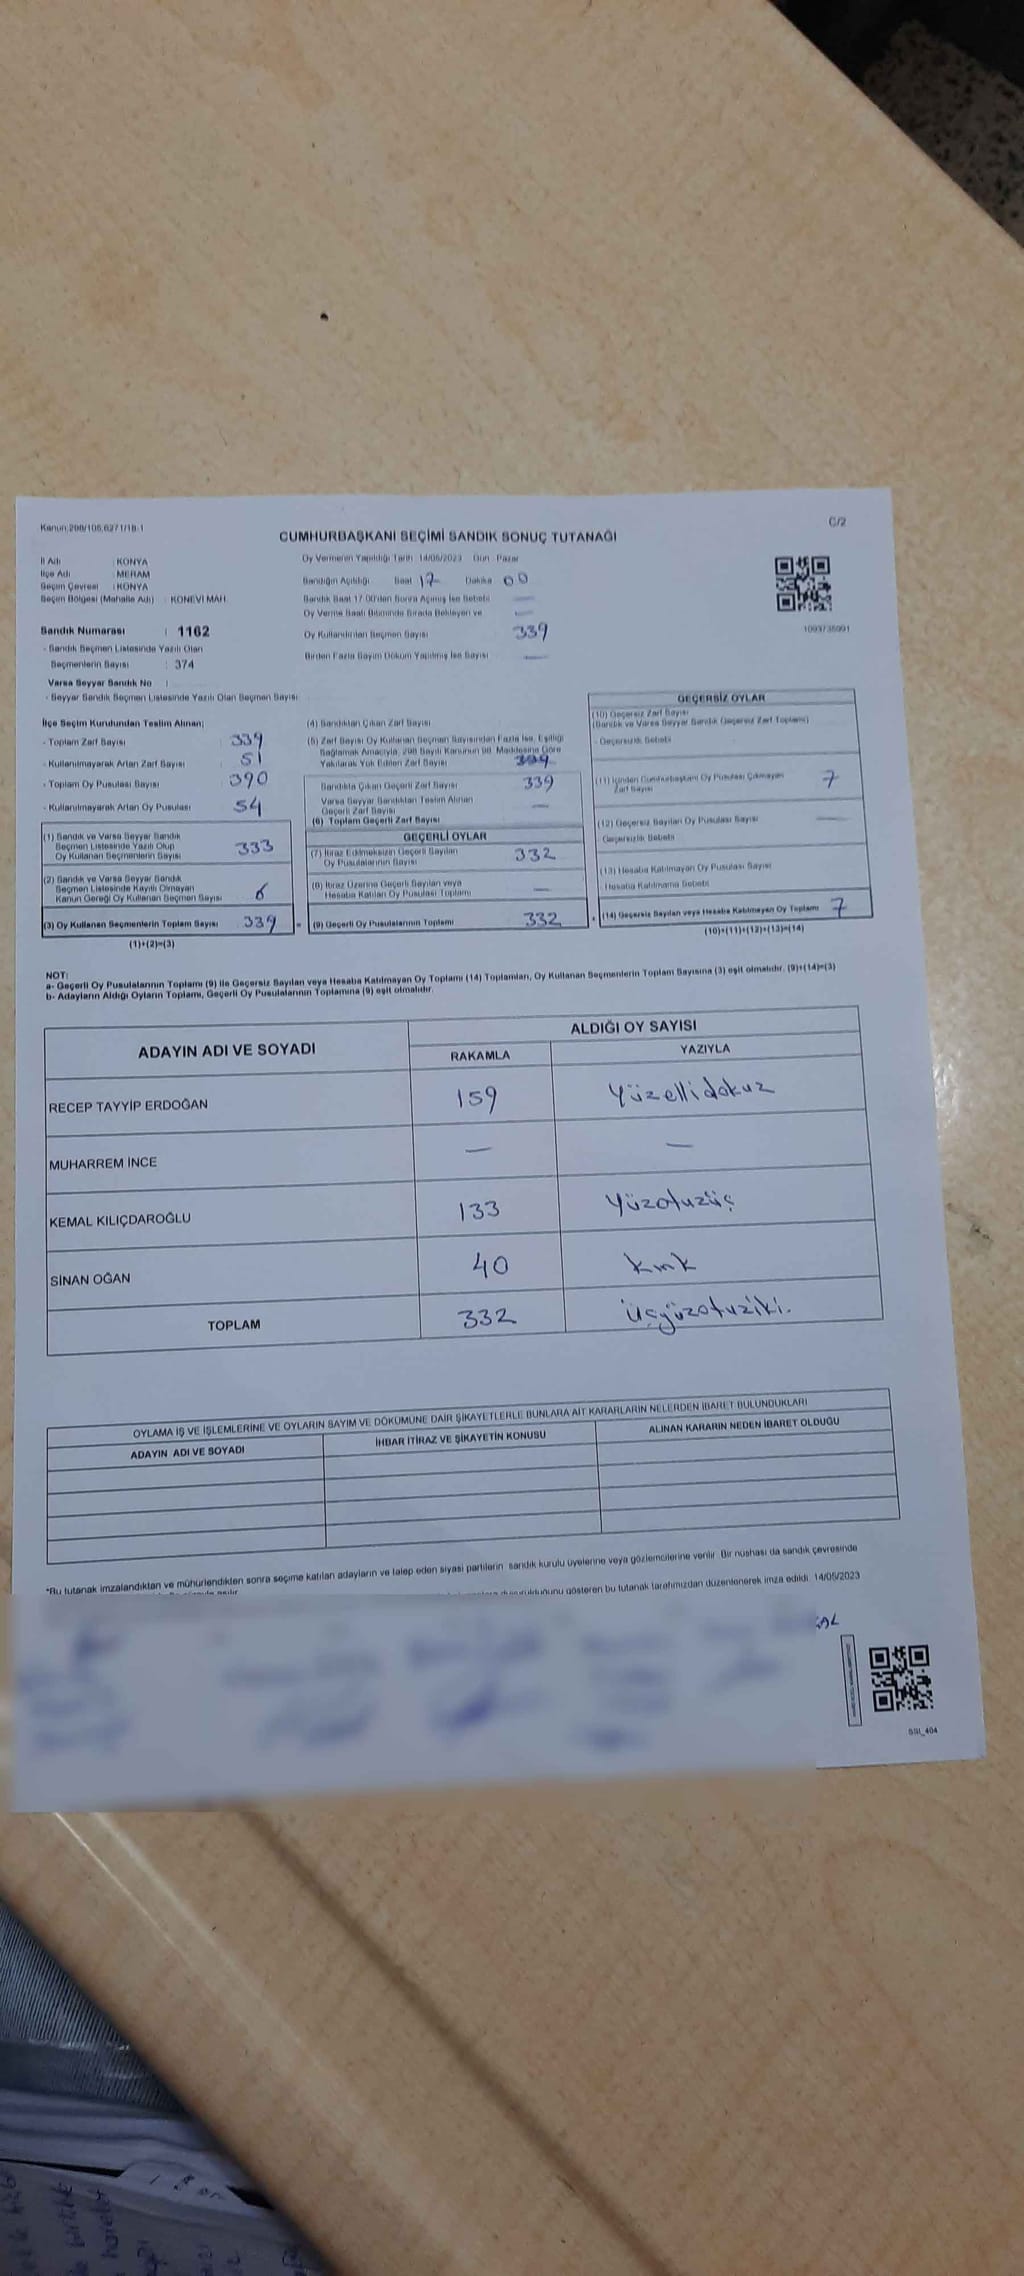 Kanun:298/105,6271/18-1
C/2
CUMHURBAŞKANI SEÇİMİ SANDIK SONUÇ TUTANAĞI
İl Adı : KONYA
İlçe Adı : MERAM
Seçim Çevresi : KONYA
Seçim Bölgesi (Mahalle Adı) : KONEVİ MAH.
Sandık Numarası : 1162
- Sandık Seçmen Listesinde Yazılı Olan
Seçmenlerin Sayısı : 374
Varsa Seyyar Sandık No :
- Seyyar Sandık Seçmen Listesinde Yazılı Olan Seçmen Sayısı
Oy Vermenin Yapıldığı Tarih : 14/05/2023 Gün : Pazar
Sandığın Açıldığı Saat 17 Dakika 00
Sandık Saat 17.00'den Sonra Açılmış İse Sebebi —
Oy Verme Saati Bitiminde Sırada Bekleyen ve —
Oy Kullandırılan Seçmen Sayısı 339
Birden Fazla Sayım Döküm Yapılmış İse Sayısı —
1093735091
İlçe Seçim Kurulundan Teslim Alınan;
- Toplam Zarf Sayısı 339
- Kullanılmayarak Artan Zarf Sayısı 51
- Toplam Oy Pusulası Sayısı 390
- Kullanılmayarak Artan Oy Pusulası 54
(1) Sandık ve Varsa Seyyar Sandık
Seçmen Listesinde Yazılı Olup
Oy Kullanan Seçmenlerin Sayısı 333
(2) Sandık ve Varsa Seyyar Sandık
Seçmen Listesinde Kayıtlı Olmayan
Kanun Gereği Oy Kullanan Seçmen Sayısı 6
(3) Oy Kullanan Seçmenlerin Toplam Sayısı 339
(1)+(2)=(3)
(4) Sandıktan Çıkan Zarf Sayısı
(5) Zarf Sayısı Oy Kullanan Seçmen Sayısından Fazla İse, Eşitliği
Sağlamak Amacıyla, 298 Sayılı Kanunun 98. Maddesine Göre
Yakılarak Yok Edilen Zarf Sayısı
Sandıkta Çıkan Geçerli Zarf Sayısı 339
Varsa Seyyar Sandıktan Teslim Alınan
Geçerli Zarf Sayısı —
(6) Toplam Geçerli Zarf Sayısı
GEÇERLİ OYLAR
(7) İtiraz Edilmeksizin Geçerli Sayılan
Oy Pusulalarının Sayısı 332
(8) İtiraz Üzerine Geçerli Sayılan veya
Hesaba Katılan Oy Pusulası Toplamı —
= (9) Geçerli Oy Pusulalarının Toplamı 332
GEÇERSİZ OYLAR
(10) Geçersiz Zarf Sayısı
(Sandık ve Varsa Seyyar Sandık Geçersiz Zarf Toplamı)
- Geçersizlik Sebebi
(11) İçinden Cumhurbaşkanı Oy Pusulası Çıkmayan
Zarf Sayısı 7
(12) Geçersiz Sayılan Oy Pusulası Sayısı —
Geçersizlik Sebebi
(13) Hesaba Katılmayan Oy Pusulası Sayısı
- Hesaba Katılmama Sebebi
+ (14) Geçersiz Sayılan veya Hesaba Katılmayan Oy Toplamı 7
(10)+(11)+(12)+(13)=(14)
NOT:
a- Geçerli Oy Pusulalarının Toplamı (9) ile Geçersiz Sayılan veya Hesaba Katılmayan Oy Toplamı (14) Toplamları, Oy Kullanan Seçmenlerin Toplam Sayısına (3) eşit olmalıdır. (9)+(14)=(3)
b- Adayların Aldığı Oyların Toplamı, Geçerli Oy Pusulalarının Toplamına (9) eşit olmalıdır.
ADAYIN ADI VE SOYADI
ALDIĞI OY SAYISI
RAKAMLA YAZIYLA
RECEP TAYYİP ERDOĞAN 159 Yüzellidokuz
MUHARREM İNCE — —
KEMAL KILIÇDAROĞLU 133 Yüzotuzüç
SİNAN OĞAN 40 kırk
TOPLAM 332 Üçyüzotuziki.
OYLAMA İŞ VE İŞLEMLERİNE VE OYLARIN SAYIM VE DÖKÜMÜNE DAİR ŞİKAYETLERLE BUNLARA AİT KARARLARIN NELERDEN İBARET BULUNDUKLARI
ADAYIN ADI VE SOYADI İHBAR İTİRAZ VE ŞİKAYETİN KONUSU ALINAN KARARIN NEDEN İBARET OLDUĞU
*Bu tutanak imzalandıktan ve mühürlendikten sonra seçime katılan adayların ve talep eden siyasi partilerin sandık kurulu üyelerine veya gözlemcilerine verilir. Bir nüshası da sandık çevresinde
gösteren bu tutanak tarafımızdan düzenlenerek imza edildi. 14/05/2023
SSI_404